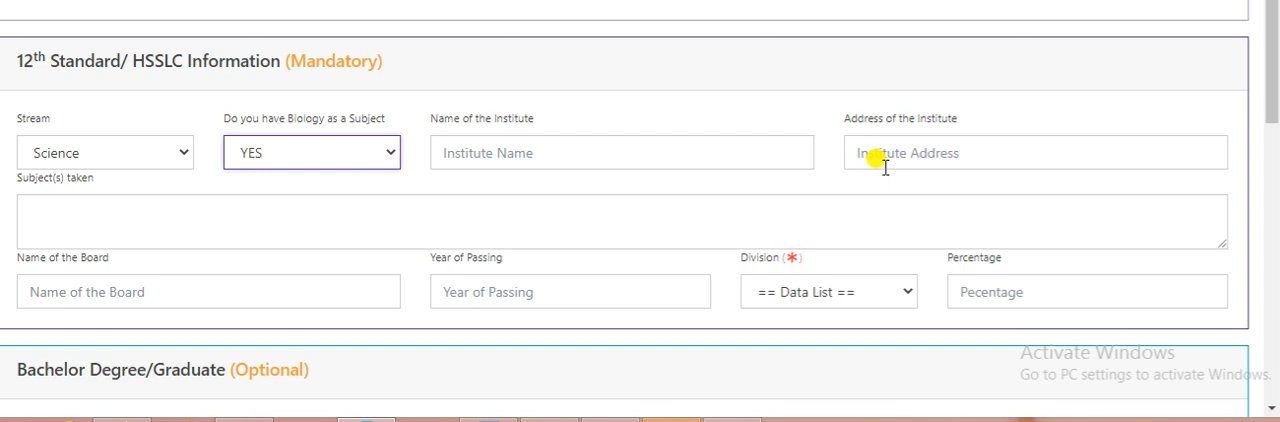 12th Standard/ HSSLC Information (Mandatory)
Stream Do you have Biology as a Subject Name of the Institute Address of the Institute
Science YES Institute Name Institute Address
Subject(s) taken
Name of the Board Year of Passing Division (✱) Percentage
Name of the Board Year of Passing == Data List == Pecentage
Activate Windows
Bachelor Degree/Graduate (Optional)
Go to PC settings to activate Windows.